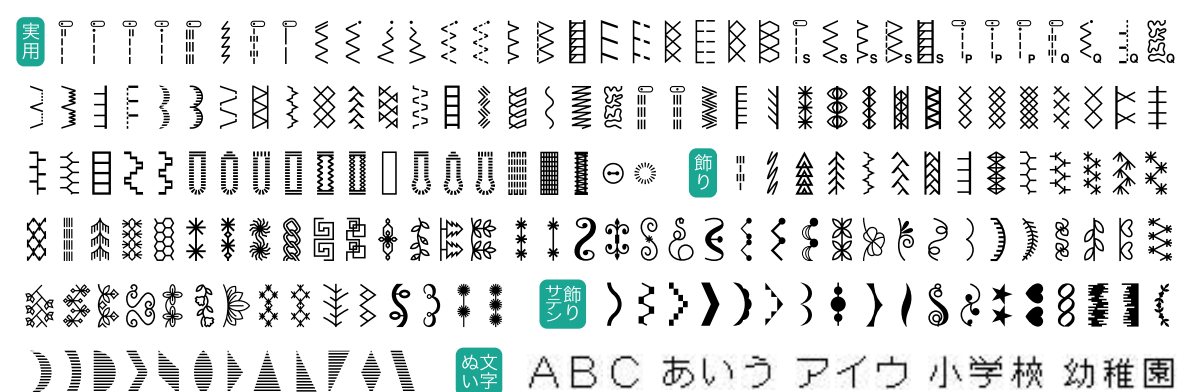 実用
S S S S P P P Q Q Q Q
飾り
飾りサテン
文字ぬい ABC あいう アイウ 小学校 幼稚園